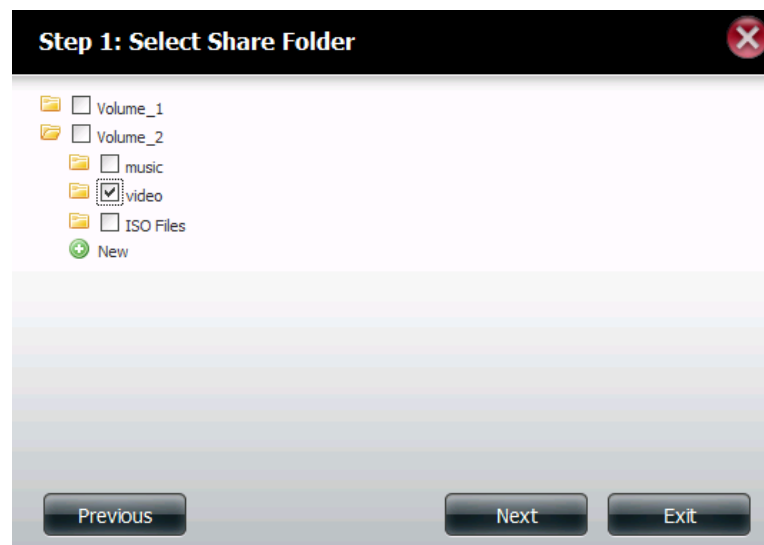 Step 1: Select Share Folder
Volume_1
Volume_2
music
video
ISO Files
New
Previous Next Exit